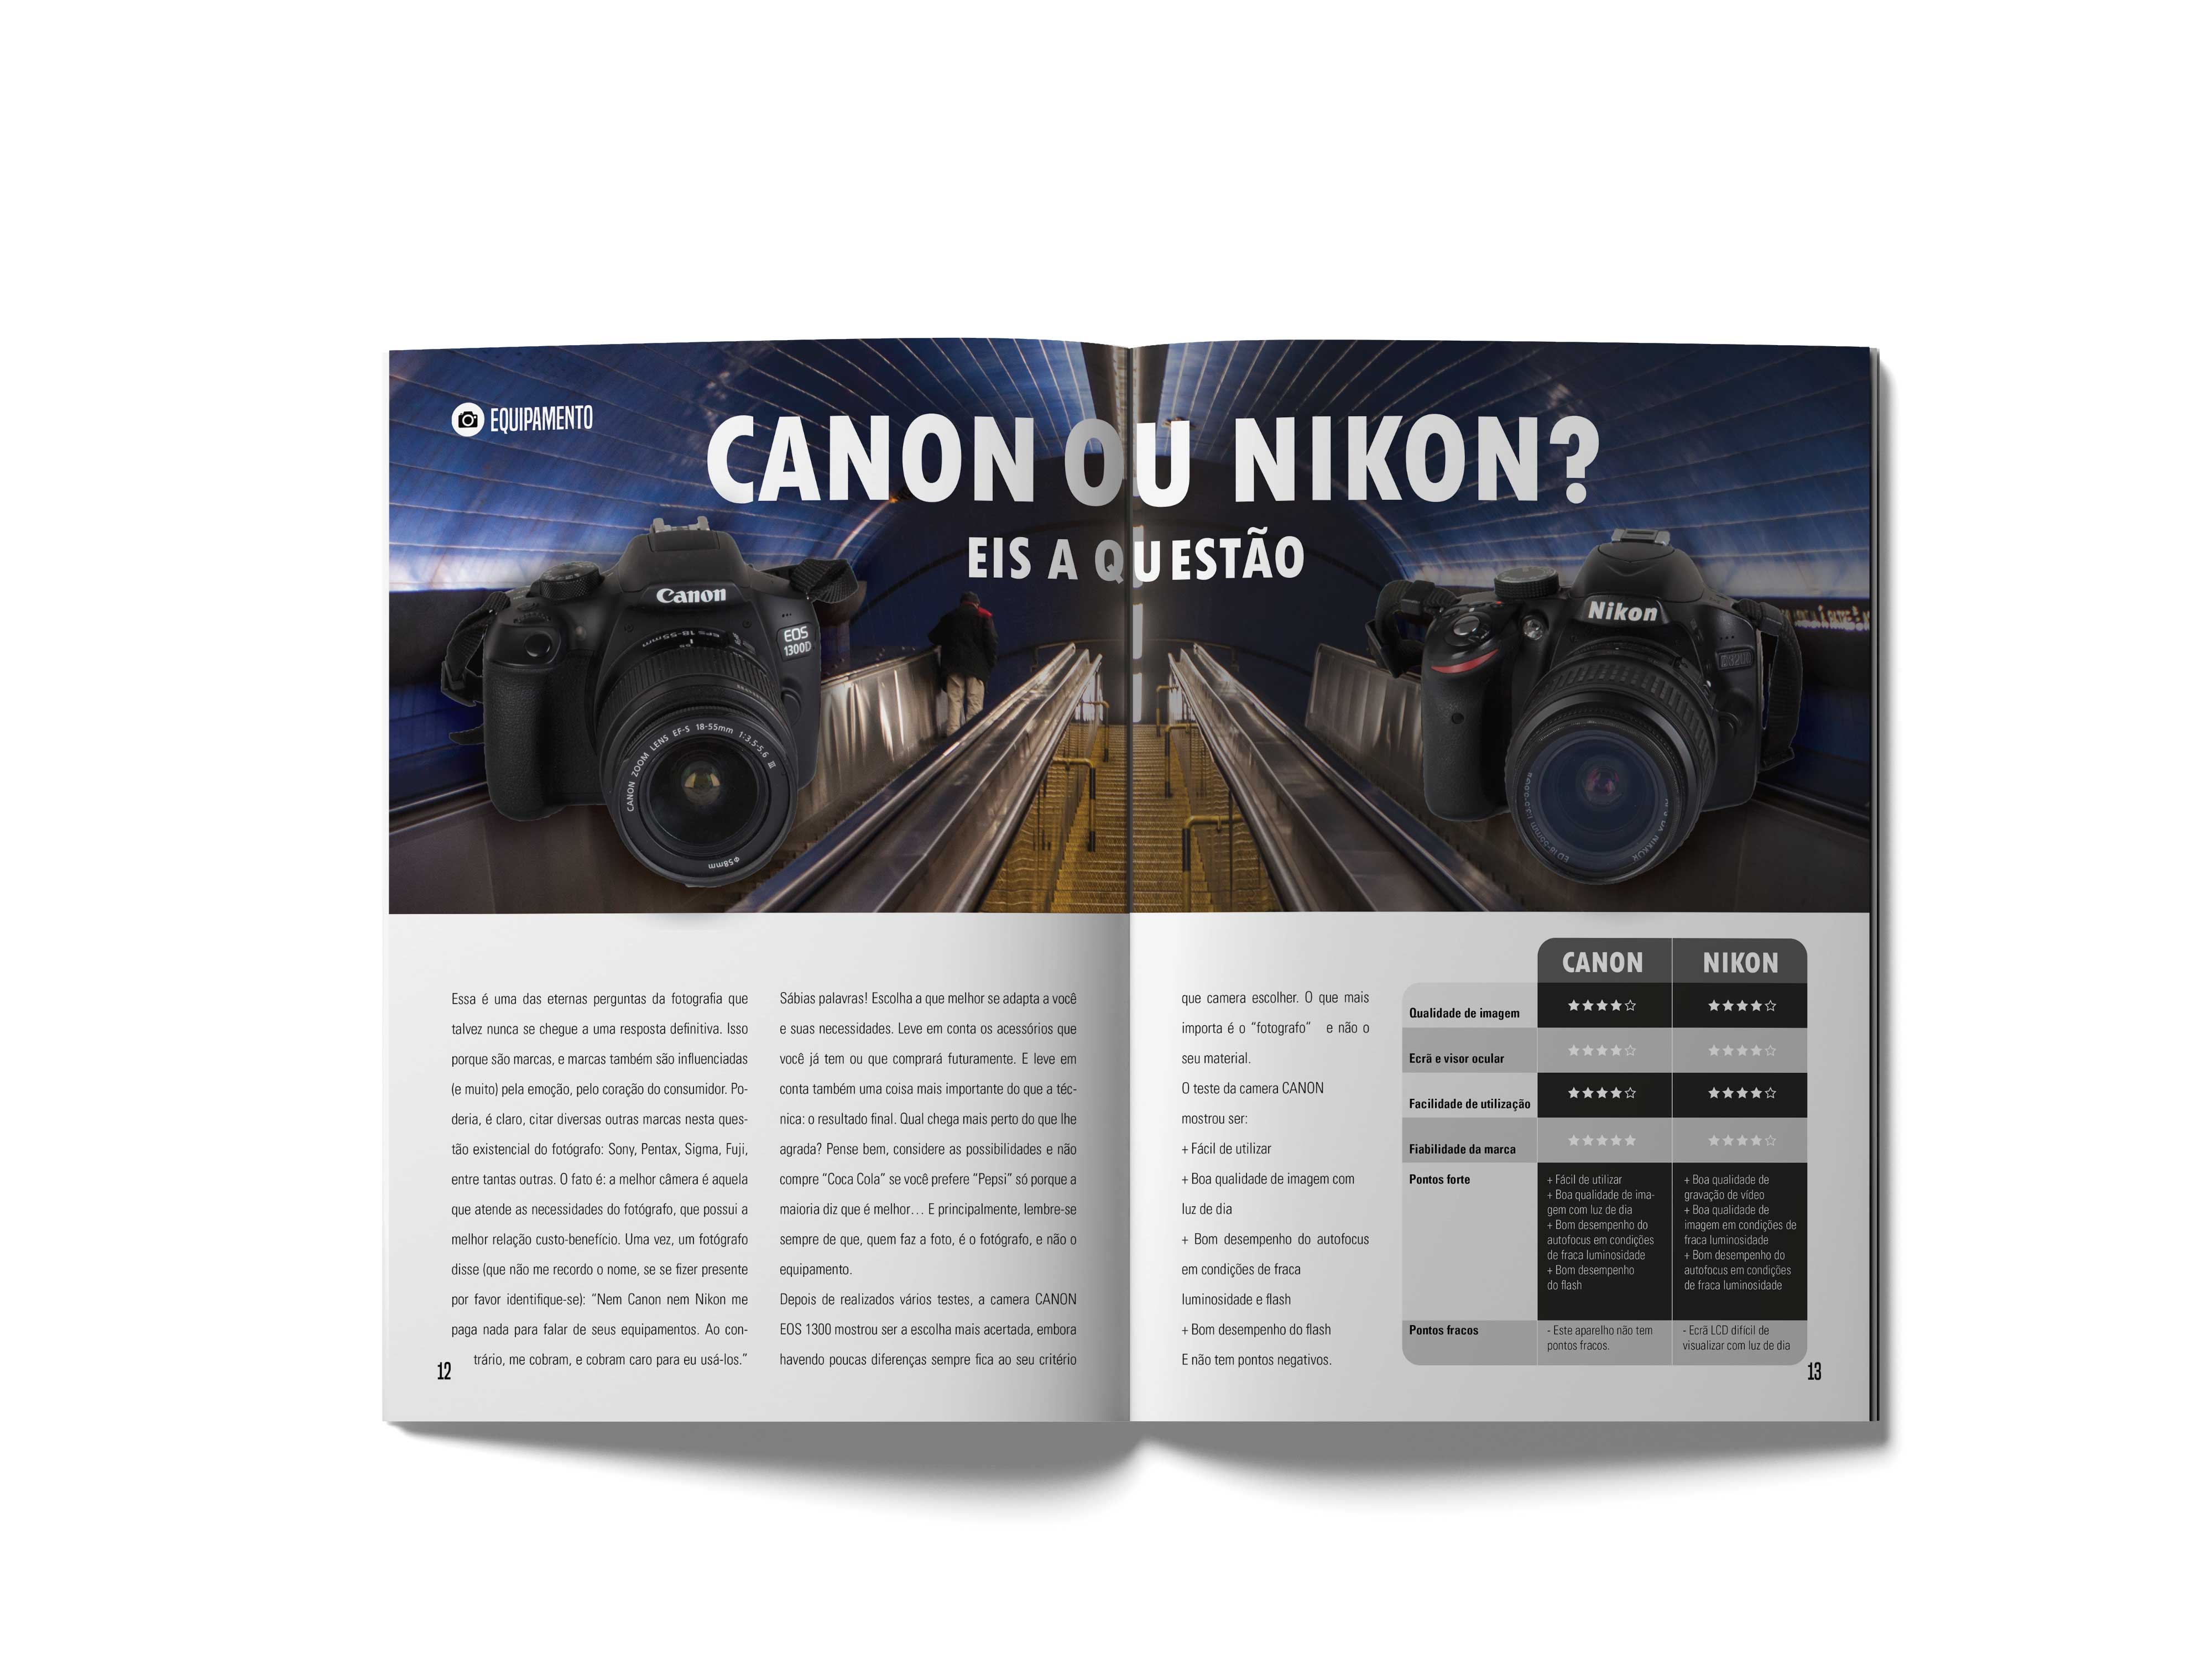 EQUIPAMENTO
CANON OU NIKON?
EIS A QUESTÃO
Canon
EOS
1300D
CANON ZOOM LENS EF-S 18-55mm 1:3.5-5.6 III
Φ58mm
Nikon
Essa é uma das eternas perguntas da fotografia que
talvez nunca se chegue a uma resposta definitiva. Isso
porque são marcas, e marcas também são influenciadas
(e muito) pela emoção, pelo coração do consumidor. Po-
deria, é claro, citar diversas outras marcas nesta ques-
tão existencial do fotógrafo: Sony, Pentax, Sigma, Fuji,
entre tantas outras. O fato é: a melhor câmera é aquela
que atende as necessidades do fotógrafo, que possui a
melhor relação custo-benefício. Uma vez, um fotógrafo
disse (que não me recordo o nome, se se fizer presente
por favor identifique-se): “Nem Canon nem Nikon me
paga nada para falar de seus equipamentos. Ao con-
trário, me cobram, e cobram caro para eu usá-los.”
12
Sábias palavras! Escolha a que melhor se adapta a você
e suas necessidades. Leve em conta os acessórios que
você já tem ou que comprará futuramente. E leve em
conta também uma coisa mais importante do que a téc-
nica: o resultado final. Qual chega mais perto do que lhe
agrada? Pense bem, considere as possibilidades e não
compre “Coca Cola” se você prefere “Pepsi” só porque a
maioria diz que é melhor… E principalmente, lembre-se
sempre de que, quem faz a foto, é o fotógrafo, e não o
equipamento.
Depois de realizados vários testes, a camera CANON
EOS 1300 mostrou ser a escolha mais acertada, embora
havendo poucas diferenças sempre fica ao seu critério
que camera escolher. O que mais
importa é o “fotografo” e não o
seu material.
O teste da camera CANON
mostrou ser:
+ Fácil de utilizar
+ Boa qualidade de imagem com
luz de dia
+ Bom desempenho do autofocus
em condições de fraca
luminosidade e flash
+ Bom desempenho do flash
E não tem pontos negativos.
CANON NIKON
Qualidade de imagem ★★★★☆ ★★★★☆
Ecrã e visor ocular ★★★★☆ ★★★★☆
Facilidade de utilização ★★★★☆ ★★★★☆
Fiabilidade da marca ★★★★★ ★★★★☆
Pontos forte
+ Fácil de utilizar
+ Boa qualidade de ima-
gem com luz de dia
+ Bom desempenho do
autofocus em condições
de fraca luminosidade
+ Bom desempenho
do flash
+ Boa qualidade de
gravação de vídeo
+ Boa qualidade de
imagem em condições de
fraca luminosidade
+ Bom desempenho do
autofocus em condições
de fraca luminosidade
Pontos fracos
- Este aparelho não tem
pontos fracos.
- Ecrã LCD difícil de
visualizar com luz de dia
13